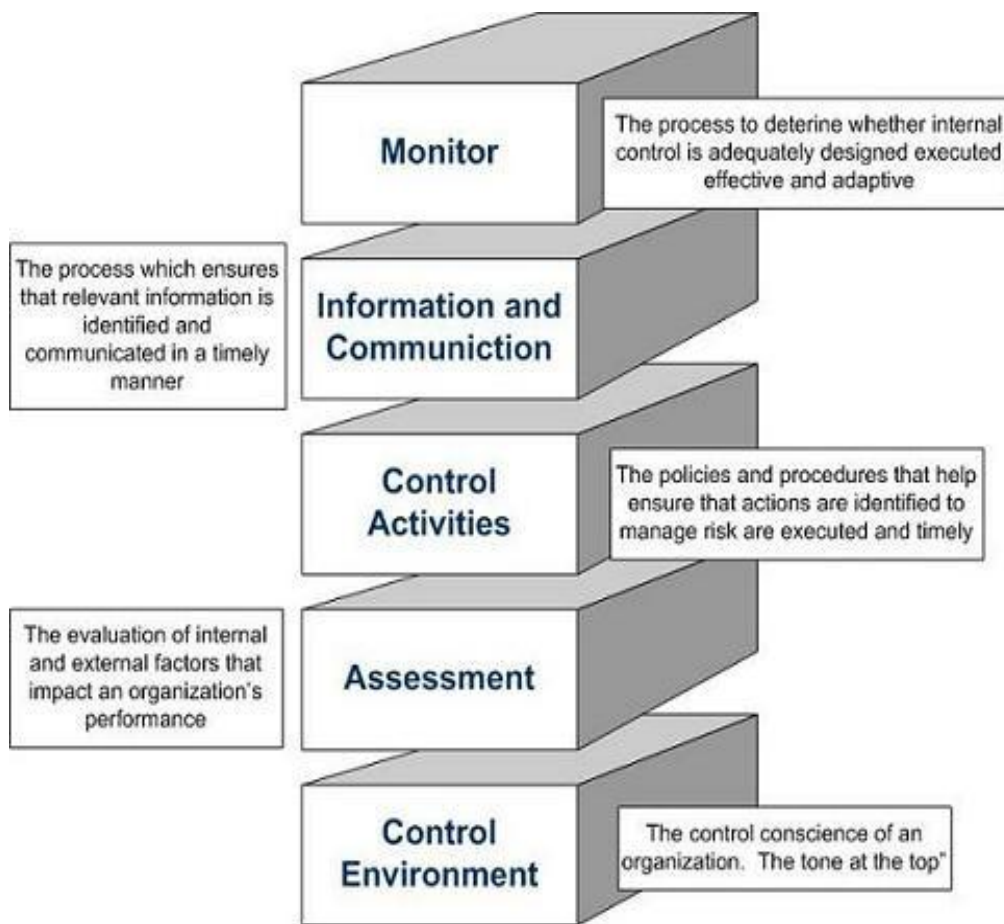 Monitor
The process to deterine whether internal
control is adequately designed executed
effective and adaptive
The process which ensures
that relevant information is
identified and
communicated in a timely
manner
Information and
Communiction
Control
Activities
The policies and procedures that help
ensure that actions are identified to
manage risk are executed and timely
The evaluation of internal
and external factors that
impact an organization's
performance
Assessment
Control
Environment
The control conscience of an
organization. The tone at the top"